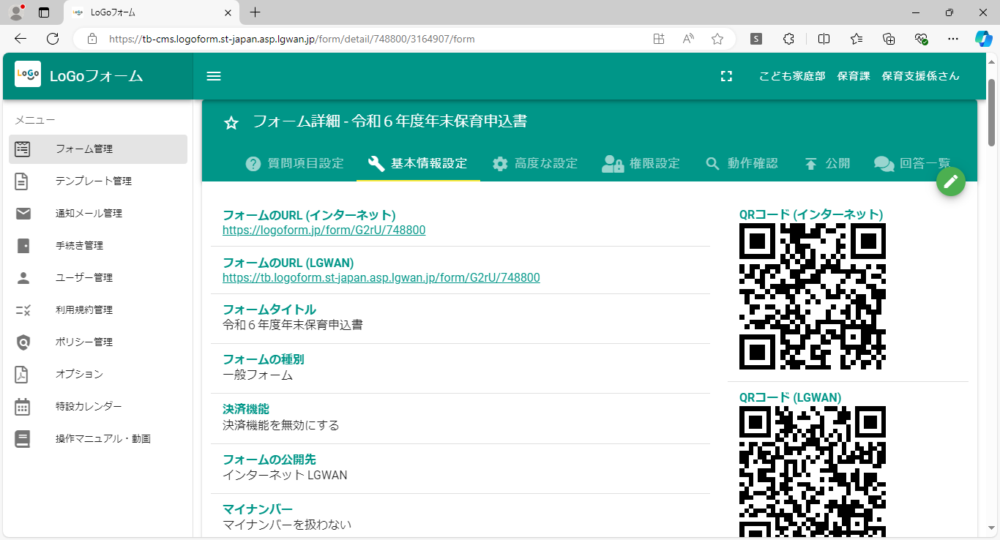 LoGoフォーム
https://tb-cms.logoform.st-japan.asp.lgwan.jp/form/detail/748800/3164907/form
LoGo
LoGoフォーム
こども家庭部 保育課 保育支援係さん
メニュー
フォーム管理
テンプレート管理
通知メール管理
手続き管理
ユーザー管理
利用規約管理
ポリシー管理
オプション
特設カレンダー
操作マニュアル・動画
フォーム詳細 - 令和６年度年末保育申込書
質問項目設定 基本情報設定 高度な設定 権限設定 動作確認 公開 回答一覧
フォームのURL (インターネット)
https://logoform.jp/form/G2rU/748800
フォームのURL (LGWAN)
https://tb.logoform.st-japan.asp.lgwan.jp/form/G2rU/748800
フォームタイトル
令和６年度年末保育申込書
フォームの種別
一般フォーム
決済機能
決済機能を無効にする
フォームの公開先
インターネット LGWAN
マイナンバー
マイナンバーを扱わない
QRコード (インターネット)
QRコード (LGWAN)